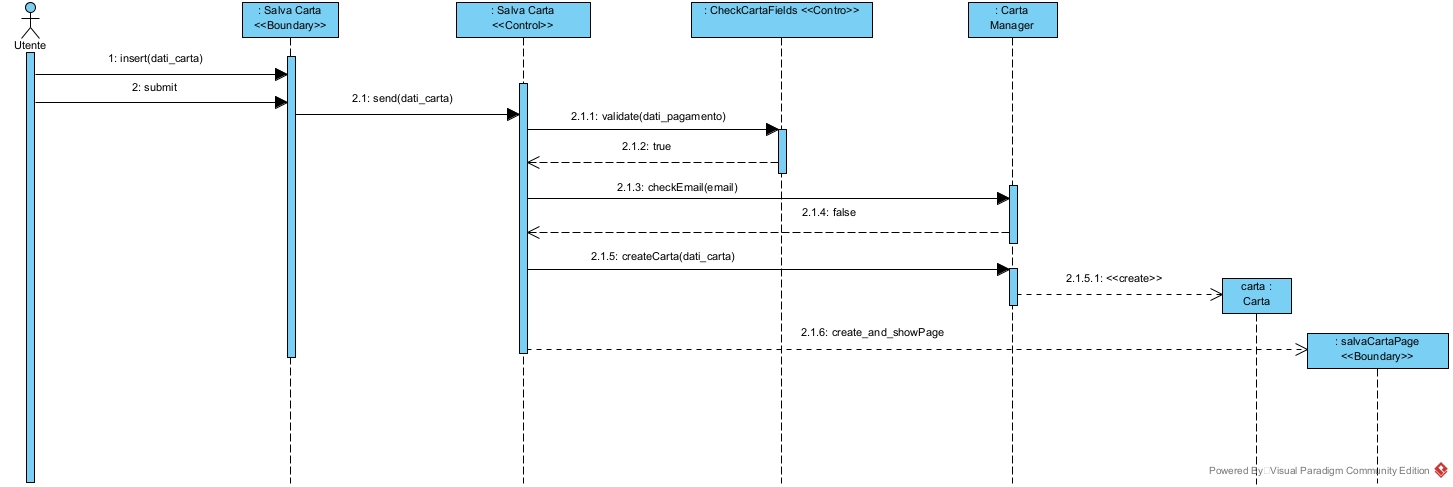 : Salva Carta
<<Boundary>>
: Salva Carta
<<Control>>
: CheckCartaFields <<Contro>>
: Carta
Manager
Utente
1: insert(dati_carta)
2: submit
2.1: send(dati_carta)
2.1.1: validate(dati_pagamento)
2.1.2: true
2.1.3: checkEmail(email)
2.1.4: false
2.1.5: createCarta(dati_carta)
2.1.5.1: <<create>>
carta :
Carta
2.1.6: create_and_showPage
: salvaCartaPage
<<Boundary>>
Powered By Visual Paradigm Community Edition